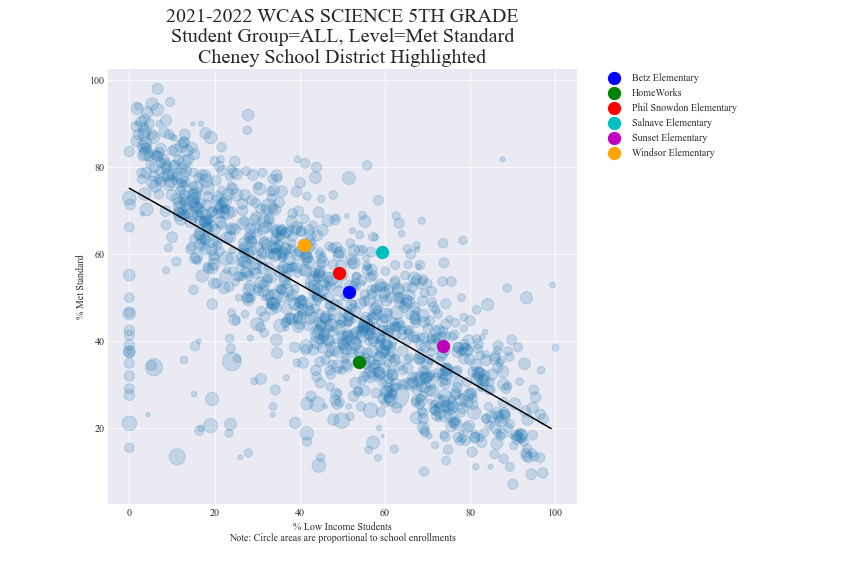 2021-2022 WCAS SCIENCE 5TH GRADE
Student Group=ALL, Level=Met Standard
Cheney School District Highlighted
Betz Elementary
HomeWorks
Phil Snowdon Elementary
Salnave Elementary
Sunset Elementary
Windsor Elementary
% Met Standard
100
80
60
40
20
0 20 40 60 80 100
% Low Income Students
Note: Circle areas are proportional to school enrollments